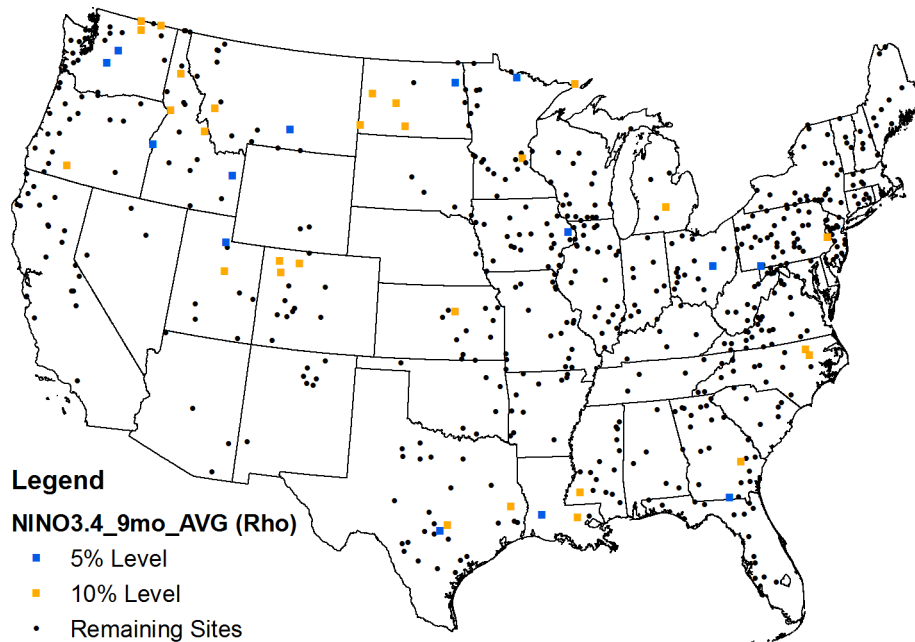 Legend
NINO3.4_9mo_AVG (Rho)
5% Level
10% Level
Remaining Sites